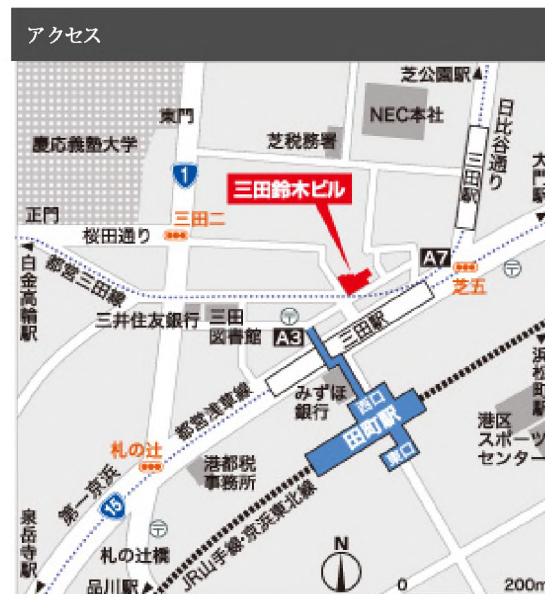 アクセス
芝公園駅
東門
NEC本社
日比谷通り
慶応義塾大学
芝税務署
三田駅
1
大門駅
三田鈴木ビル
正門
三田二
桜田通り
A7
白金高輪駅
都営三田線
芝五
三井住友銀行
三田
図書館
A3
三田駅
浜松町駅
みずほ
銀行
西口
田町駅
東口
港区
スポーツ
センター
都営浅草線
札の辻
港都税
事務所
第一京浜
15
JR山手線・京浜東北線
泉岳寺駅
札の辻橋
品川駅
N
0
200m